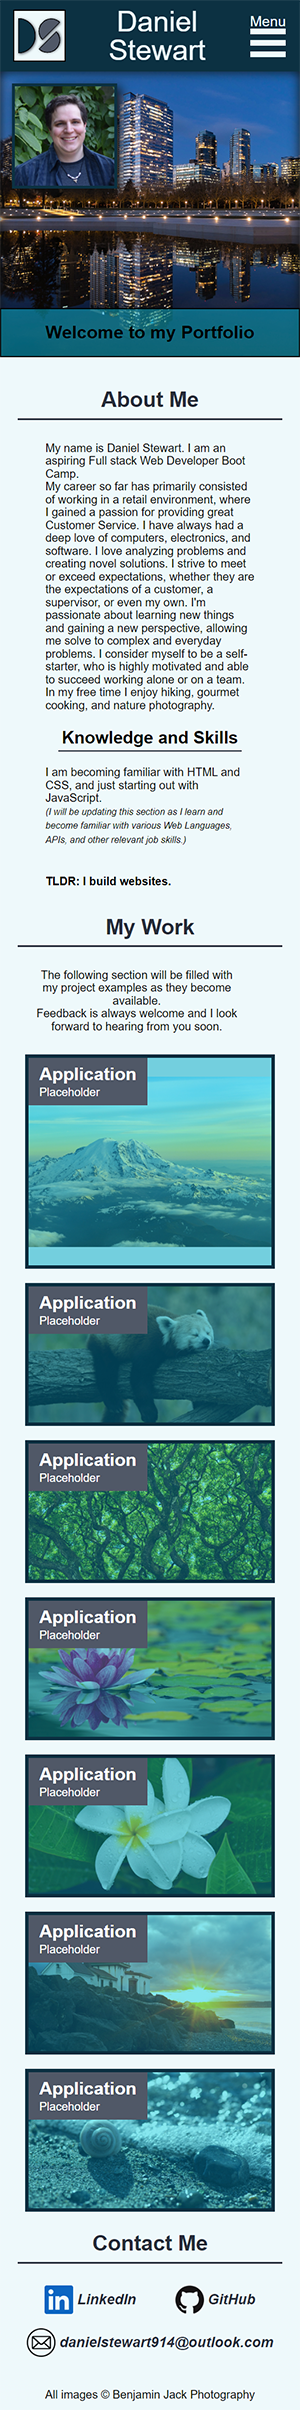 DS
Daniel
Stewart
Menu
Welcome to my Portfolio
About Me
My name is Daniel Stewart. I am an
aspiring Full stack Web Developer Boot
Camp.
My career so far has primarily consisted
of working in a retail environment, where
I gained a passion for providing great
Customer Service. I have always had a
deep love of computers, electronics, and
software. I love analyzing problems and
creating novel solutions. I strive to meet
or exceed expectations, whether they are
the expectations of a customer, a
supervisor, or even my own. I'm
passionate about learning new things
and gaining a new perspective, allowing
me solve to complex and everyday
problems. I consider myself to be a self-
starter, who is highly motivated and able
to succeed working alone or on a team.
In my free time I enjoy hiking, gourmet
cooking, and nature photography.
Knowledge and Skills
I am becoming familiar with HTML and
CSS, and just starting out with
JavaScript.
(I will be updating this section as I learn and
become familiar with various Web Languages,
APIs, and other relevant job skills.)
TLDR: I build websites.
My Work
The following section will be filled with
my project examples as they become
available.
Feedback is always welcome and I look
forward to hearing from you soon.
Application
Placeholder
Application
Placeholder
Application
Placeholder
Application
Placeholder
Application
Placeholder
Application
Placeholder
Application
Placeholder
Contact Me
in LinkedIn
GitHub
danielstewart914@outlook.com
All images © Benjamin Jack Photography